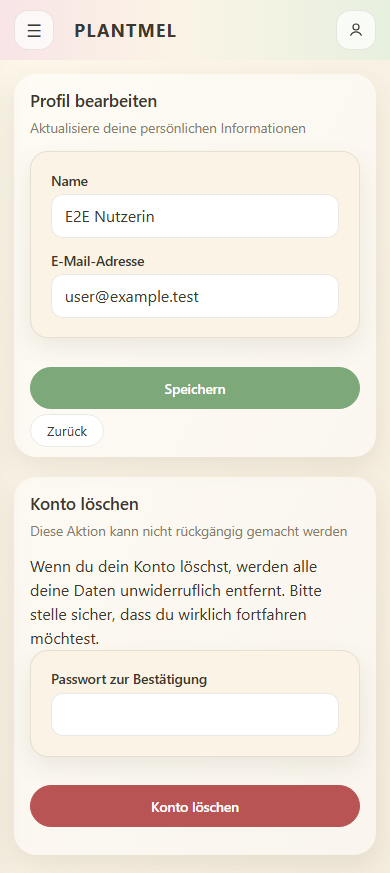 PLANTMEL
Profil bearbeiten
Aktualisiere deine persönlichen Informationen
Name
E2E Nutzerin
E-Mail-Adresse
user@example.test
Speichern
Zurück
Konto löschen
Diese Aktion kann nicht rückgängig gemacht werden
Wenn du dein Konto löschst, werden alle
deine Daten unwiderruflich entfernt. Bitte
stelle sicher, dass du wirklich fortfahren
möchtest.
Passwort zur Bestätigung
Konto löschen